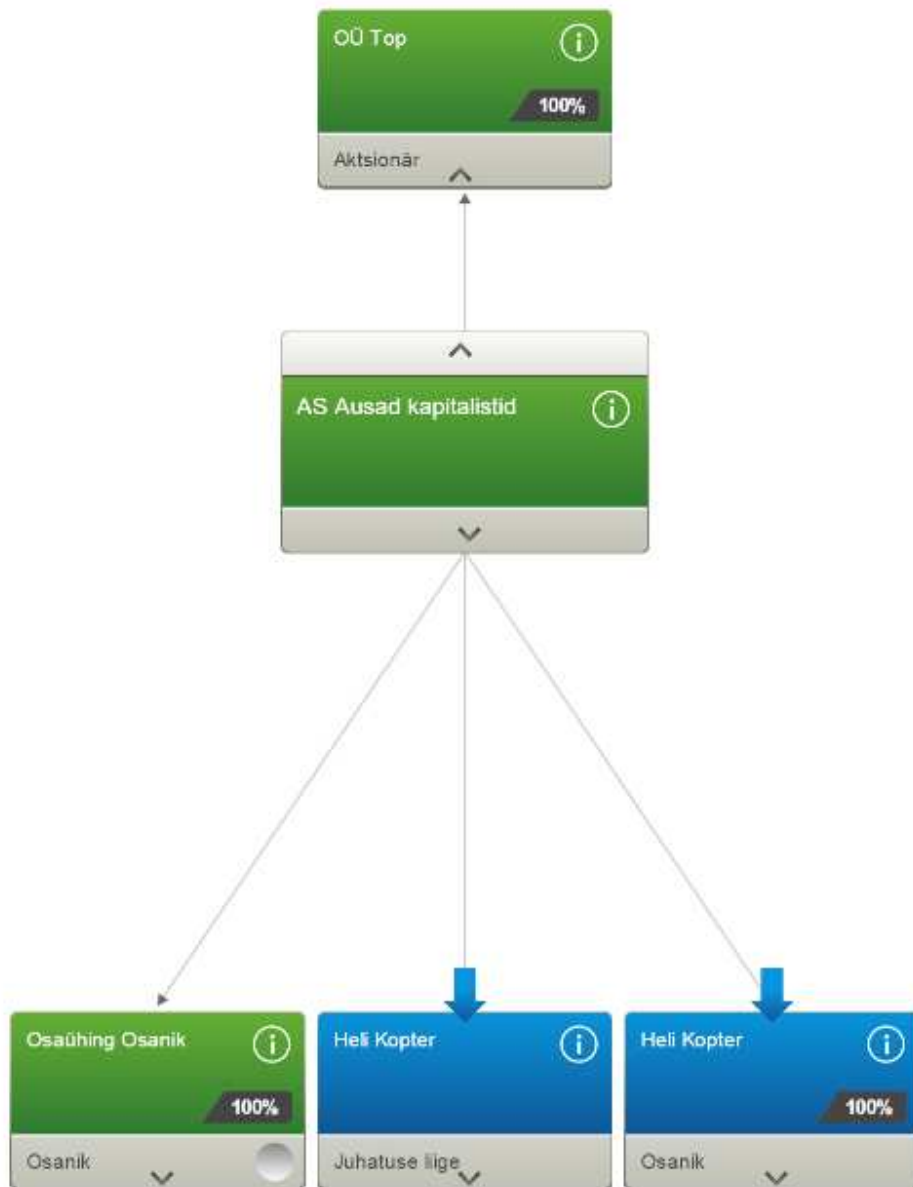 OÜ Top
100%
Aktsionär
AS Ausad kapitalistid
Osaühing Osanik
100%
Osanik
Heli Kopter
Juhatuse liige
Heli Kopter
100%
Osanik